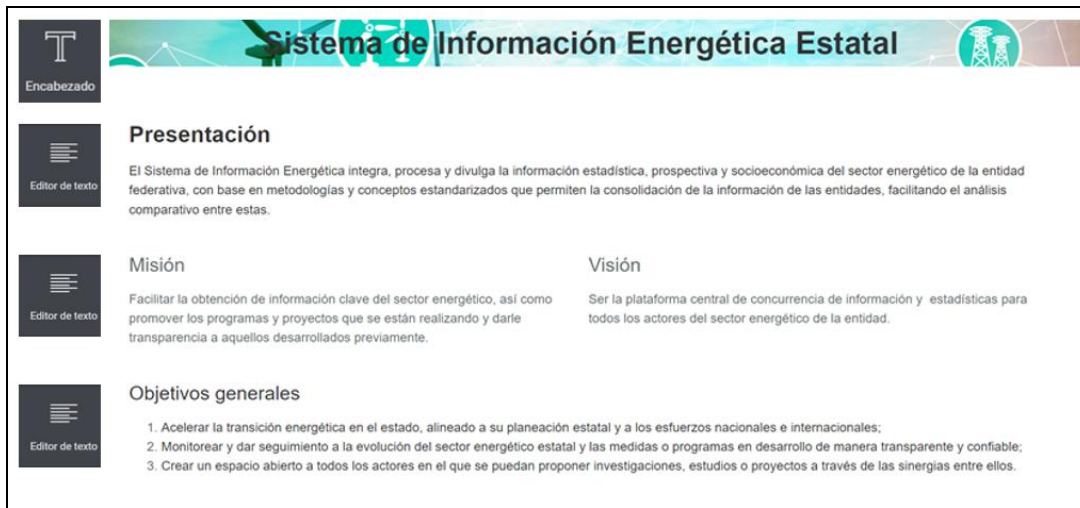 Sistema de Información Energética Estatal
Encabezado
Presentación
Editor de texto
El Sistema de Información Energética integra, procesa y divulga la información estadística, prospectiva y socioeconómica del sector energético de la entidad
federativa, con base en metodologías y conceptos estandarizados que permiten la consolidación de la información de las entidades, facilitando el análisis
comparativo entre estas.
Misión
Facilitar la obtención de información clave del sector energético, así como
promover los programas y proyectos que se están realizando y darle
transparencia a aquellos desarrollados previamente.
Visión
Ser la plataforma central de concurrencia de información y estadísticas para
todos los actores del sector energético de la entidad.
Editor de texto
Objetivos generales
1. Acelerar la transición energética en el estado, alineado a su planeación estatal y a los esfuerzos nacionales e internacionales;
2. Monitorear y dar seguimiento a la evolución del sector energético estatal y las medidas o programas en desarrollo de manera transparente y confiable;
3. Crear un espacio abierto a todos los actores en el que se puedan proponer investigaciones, estudios o proyectos a través de las sinergias entre ellos.
Editor de texto